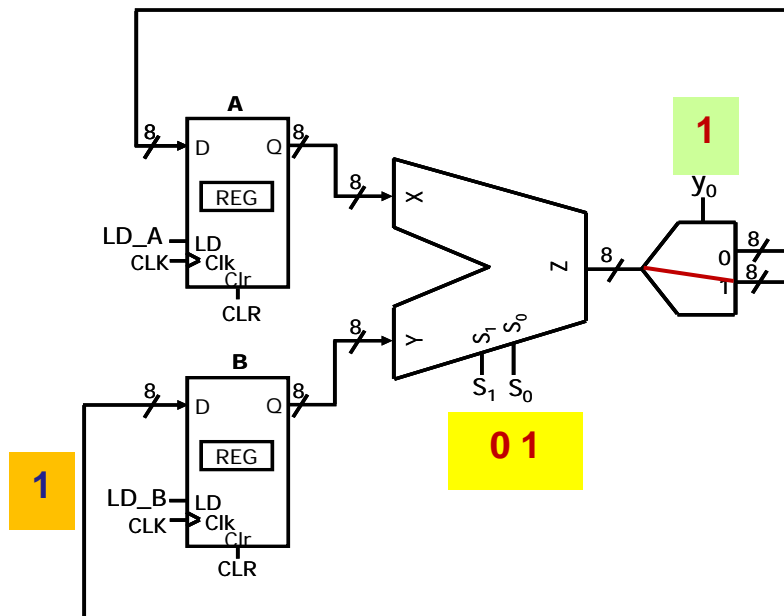 A
8
D
Q
8
REG
LD_A
LD
CLK
Clk
Clr
CLR
8
X
8
Y
Z
S1
S0
S1
S0
0 1
8
1
y0
0
8
1
8
B
8
D
Q
8
REG
1
LD_B
LD
CLK
Clk
Clr
CLR